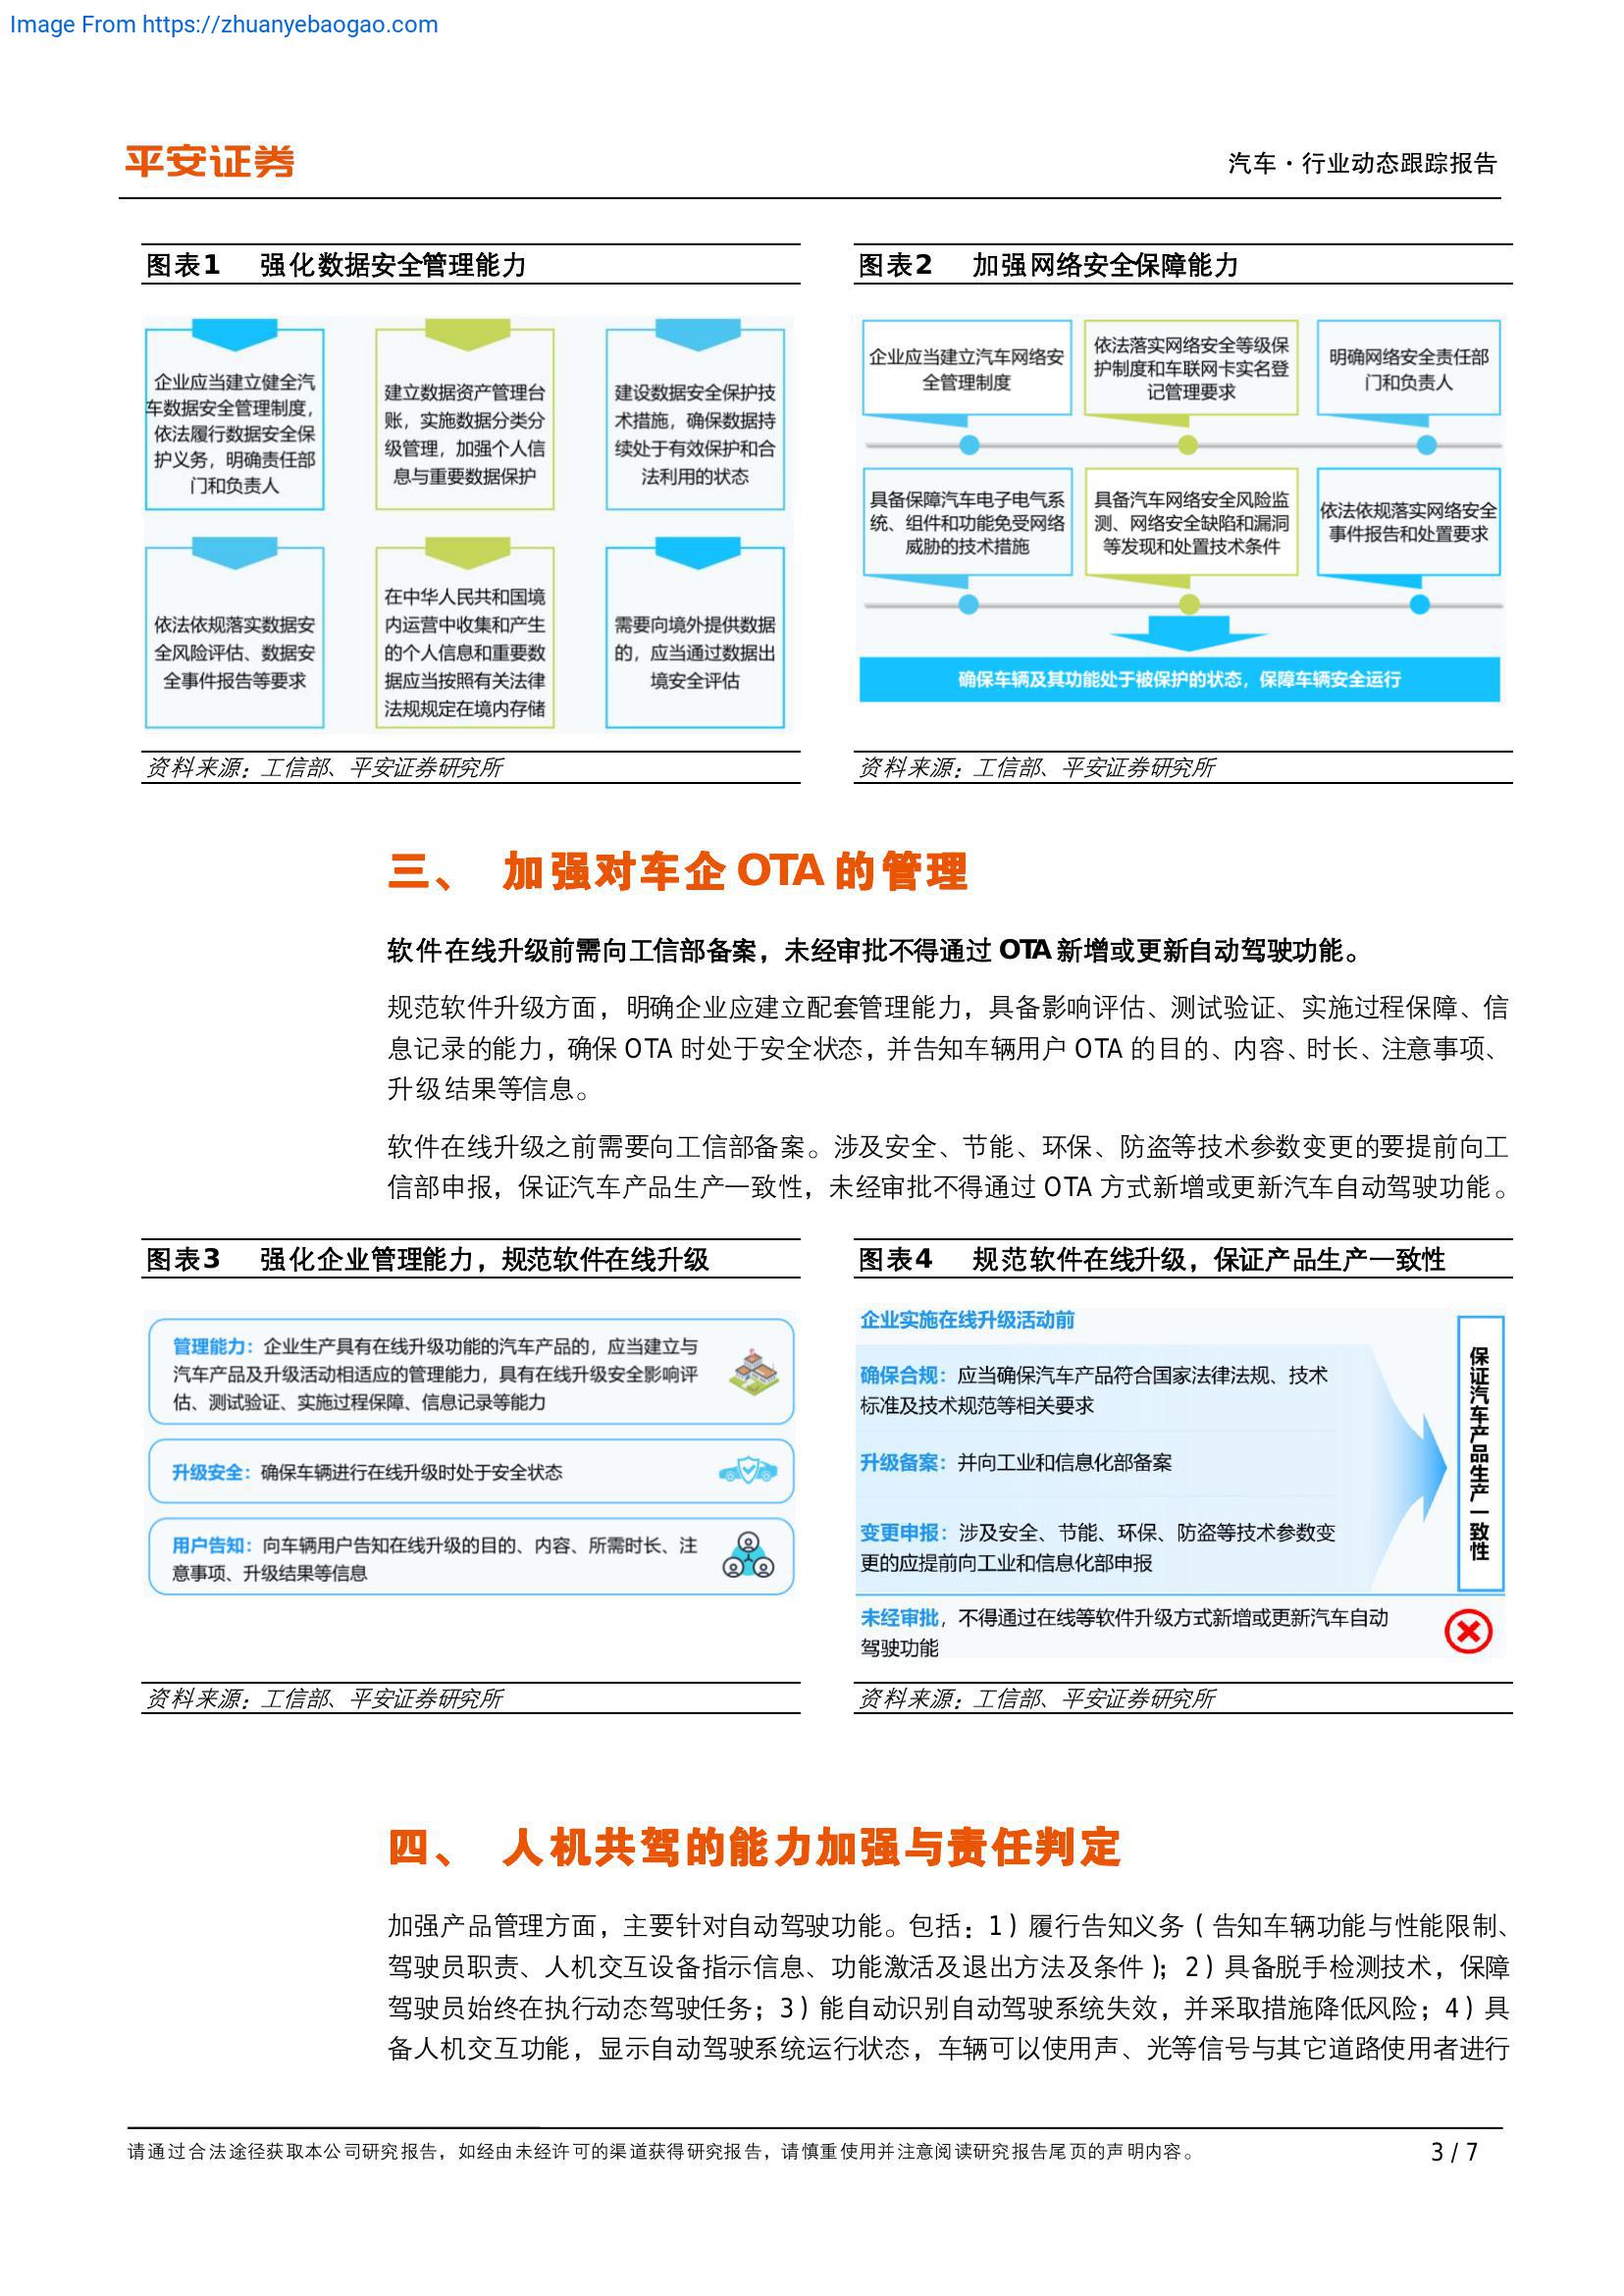 Image From https://zhuanyebaogao.com
平安证券
汽车·行业动态跟踪报告
图表1 强化数据安全管理能力
企业应当建立健全汽
车数据安全管理制度，
依法履行数据安全保
护义务，明确责任部
门和负责人
建立数据资产管理台
账，实施数据分类分
级管理，加强个人信
息与重要数据保护
建设数据安全保护技
术措施，确保数据持
续处于有效保护和合
法利用的状态
依法依规落实数据安
全风险评估、数据安
全事件报告等要求
在中华人民共和国境
内运营中收集和产生
的个人信息和重要数
据应当按照有关法律
法规规定在境内存储
需要向境外提供数据
的，应当通过数据出
境安全评估
资料来源：工信部、平安证券研究所
图表2 加强网络安全保障能力
企业应当建立汽车网络安
全管理制度
依法落实网络安全等级保
护制度和车联网卡实名登
记管理要求
明确网络安全责任部
门和负责人
具备保障汽车电子电气系
统、组件和功能免受网络
威胁的技术措施
具备汽车网络安全风险监
测、网络安全缺陷和漏洞
等发现和处置技术条件
依法依规落实网络安全
事件报告和处置要求
确保车辆及其功能处于被保护的状态，保障车辆安全运行
资料来源：工信部、平安证券研究所
三、 加强对车企 OTA 的管理
软件在线升级前需向工信部备案，未经审批不得通过 OTA 新增或更新自动驾驶功能。
规范软件升级方面，明确企业应建立配套管理能力，具备影响评估、测试验证、实施过程保障、信
息记录的能力，确保 OTA 时处于安全状态，并告知车辆用户 OTA 的目的、内容、时长、注意事项、
升级结果等信息。
软件在线升级之前需要向工信部备案。涉及安全、节能、环保、防盗等技术参数变更的要提前向工
信部申报，保证汽车产品生产一致性，未经审批不得通过 OTA 方式新增或更新汽车自动驾驶功能。
图表3 强化企业管理能力，规范软件在线升级
管理能力：企业生产具有在线升级功能的汽车产品的，应当建立与
汽车产品及升级活动相适应的管理能力，具有在线升级安全影响评
估、测试验证、实施过程保障、信息记录等能力
升级安全：确保车辆进行在线升级时处于安全状态
用户告知：向车辆用户告知在线升级的目的、内容、所需时长、注
意事项、升级结果等信息
资料来源：工信部、平安证券研究所
图表4 规范软件在线升级，保证产品生产一致性
企业实施在线升级活动前
确保合规：应当确保汽车产品符合国家法律法规、技术
标准及技术规范等相关要求
升级备案：并向工业和信息化部备案
变更申报：涉及安全、节能、环保、防盗等技术参数变
更的应提前向工业和信息化部申报
保证汽车产品生产一致性
未经审批，不得通过在线等软件升级方式新增或更新汽车自动
驾驶功能
资料来源：工信部、平安证券研究所
四、 人机共驾的能力加强与责任判定
加强产品管理方面，主要针对自动驾驶功能。包括：1）履行告知义务（告知车辆功能与性能限制、
驾驶员职责、人机交互设备指示信息、功能激活及退出方法及条件）；2）具备脱手检测技术，保障
驾驶员始终在执行动态驾驶任务；3）能自动识别自动驾驶系统失效，并采取措施降低风险；4）具
备人机交互功能，显示自动驾驶系统运行状态，车辆可以使用声、光等信号与其它道路使用者进行
请通过合法途径获取本公司研究报告，如经由未经许可的渠道获得研究报告，请慎重使用并注意阅读研究报告尾页的声明内容。
3 / 7